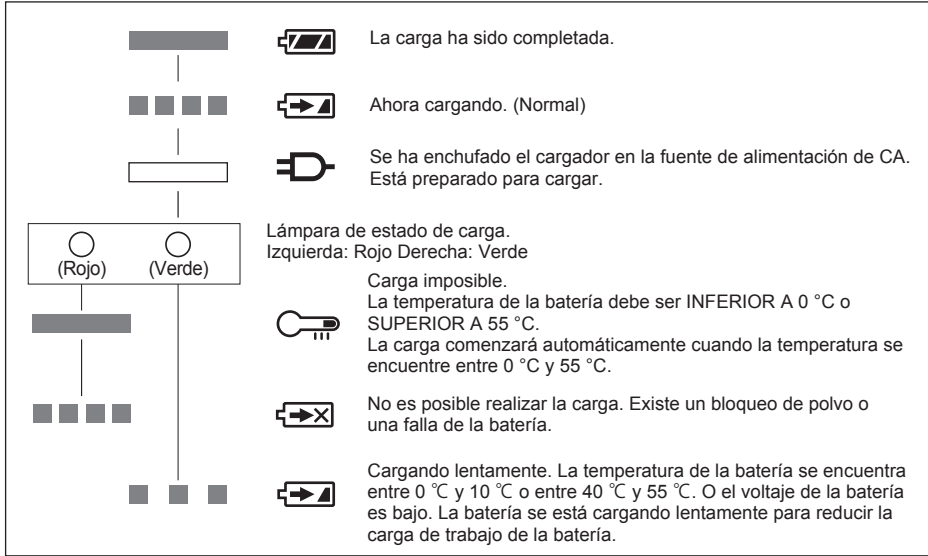 La carga ha sido completada.
Ahora cargando. (Normal)
Se ha enchufado el cargador en la fuente de alimentación de CA.
Está preparado para cargar.
Lámpara de estado de carga.
Izquierda: Rojo Derecha: Verde
(Rojo) (Verde)
Carga imposible.
La temperatura de la batería debe ser INFERIOR A 0 °C o
SUPERIOR A 55 °C.
La carga comenzará automáticamente cuando la temperatura se
encuentre entre 0 °C y 55 °C.
No es posible realizar la carga. Existe un bloqueo de polvo o
una falla de la batería.
Cargando lentamente. La temperatura de la batería se encuentra
entre 0 ℃ y 10 ℃ o entre 40 ℃ y 55 ℃. O el voltaje de la batería
es bajo. La batería se está cargando lentamente para reducir la
carga de trabajo de la batería.